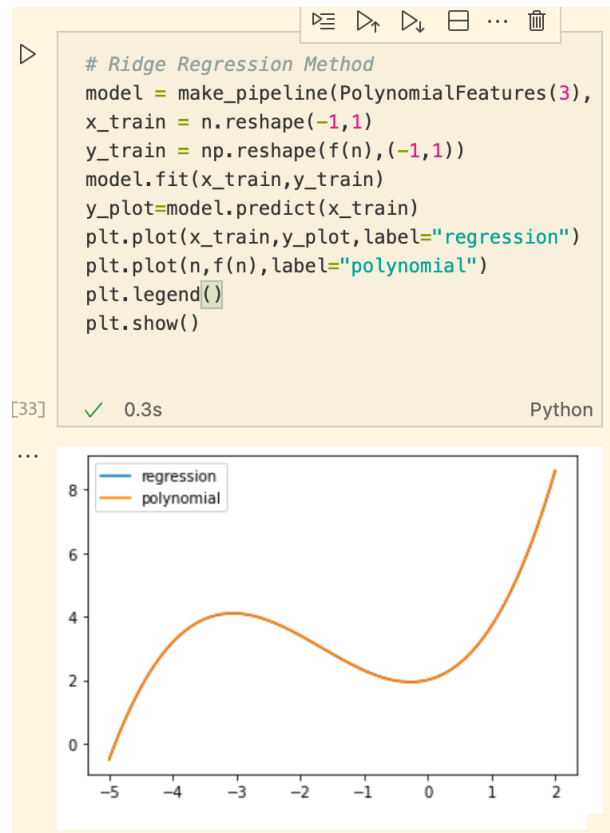 # Ridge Regression Method
model = make_pipeline(PolynomialFeatures(3),
x_train = n.reshape(-1,1)
y_train = np.reshape(f(n),(-1,1))
model.fit(x_train,y_train)
y_plot=model.predict(x_train)
plt.plot(x_train,y_plot,label="regression")
plt.plot(n,f(n),label="polynomial")
plt.legend()
plt.show()
[33]
0.3s
Python
regression
polynomial
8
6
4
2
0
-5 -4 -3 -2 -1 0 1 2